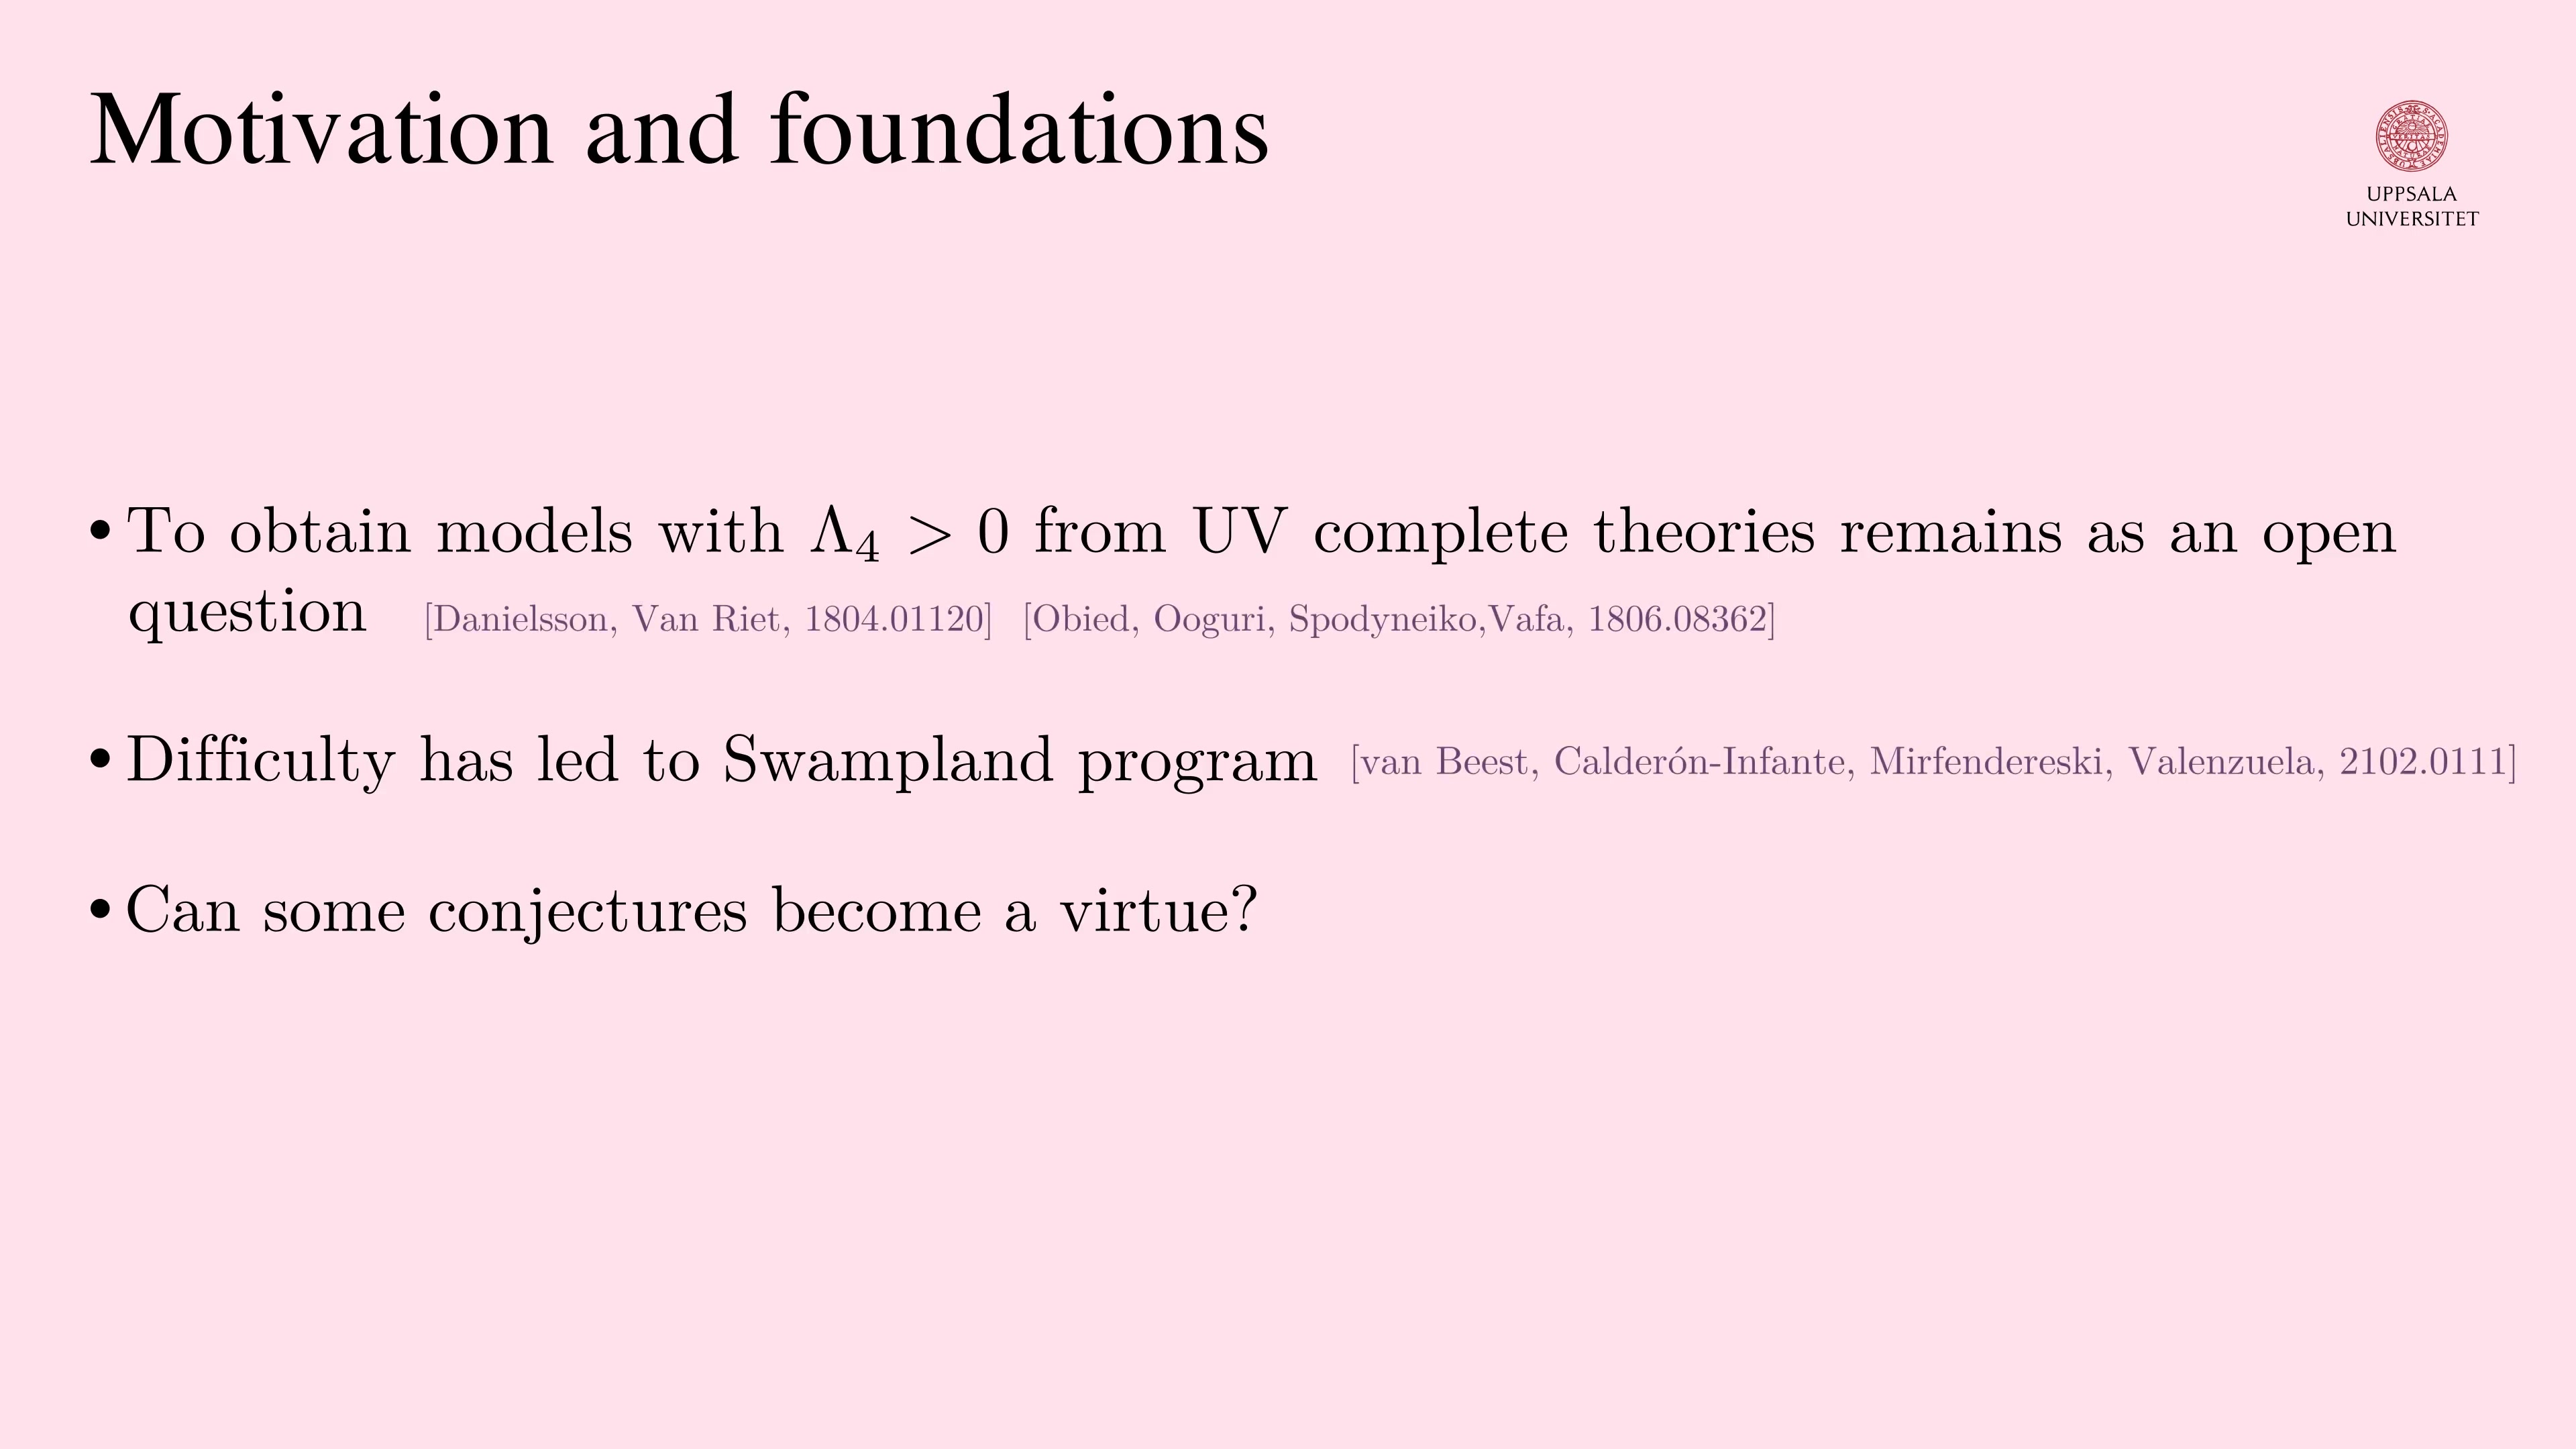 Motivation and foundations
UPPSALA
UNIVERSITET
• To obtain models with Λ₄ > 0 from UV complete theories remains as an open
question [Danielsson, Van Riet, 1804.01120] [Obied, Ooguri, Spodyneiko,Vafa, 1806.08362]
• Difficulty has led to Swampland program [van Beest, Calderón-Infante, Mirfendereski, Valenzuela, 2102.0111]
• Can some conjectures become a virtue?